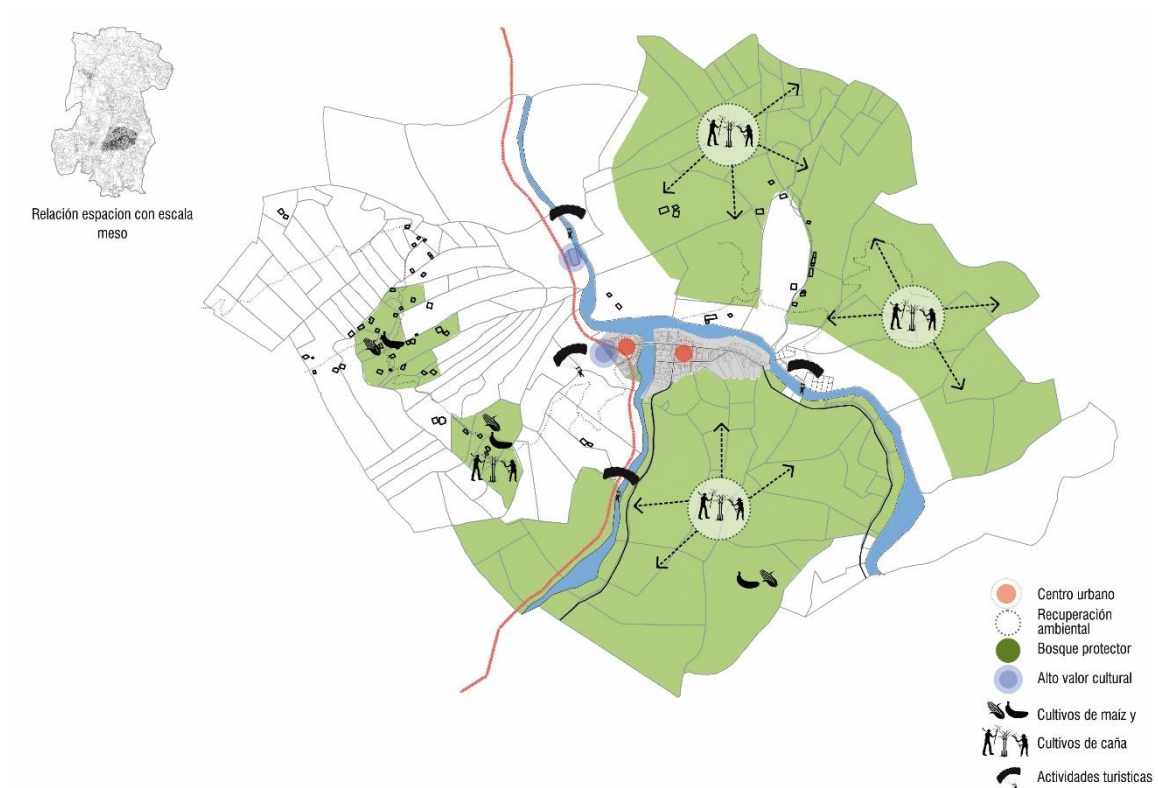 Relación espacion con escala
meso
Centro urbano
Recuperación
ambiental
Bosque protector
Alto valor cultural
Cultivos de maíz y
Cultivos de caña
Actividades turisticas